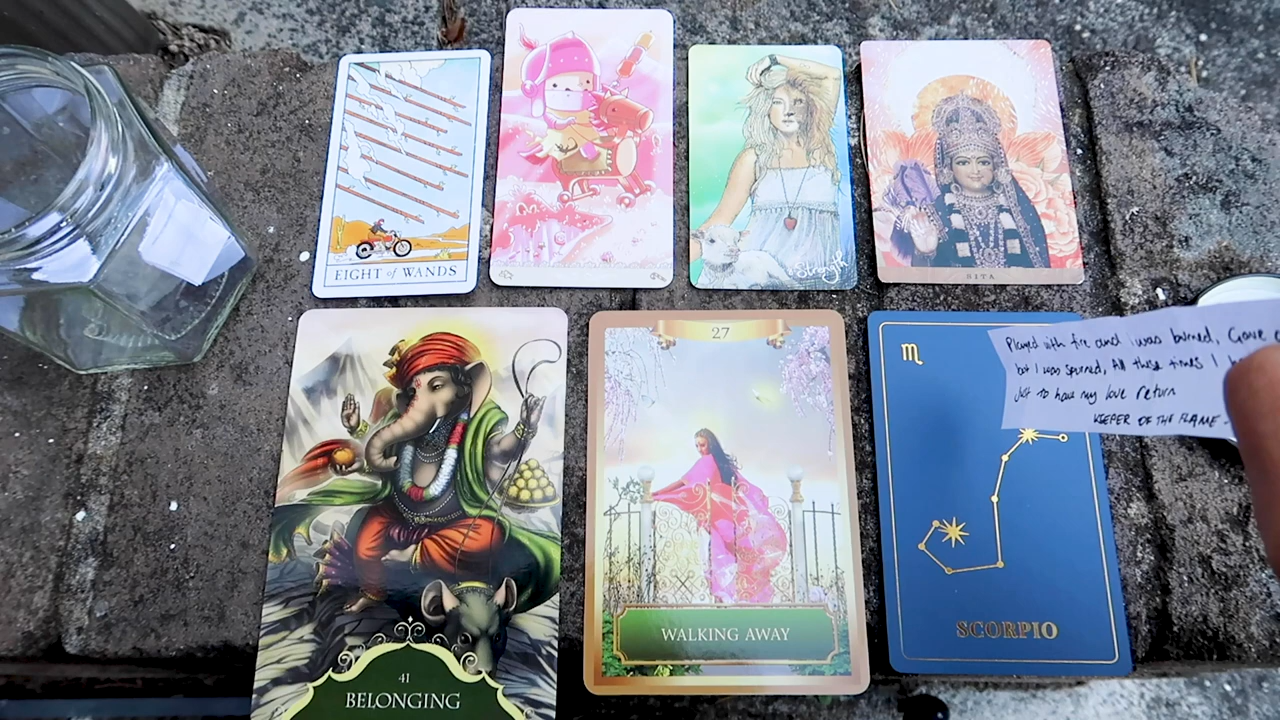 EIGHT of WANDS
SITA
27
WALKING AWAY
41
BELONGING
♏
SCORPIO
Played with fire and I was burned, Gave
but I was spurned, All these times I
Just to have my love return
KEEPER OF THE FLAME.